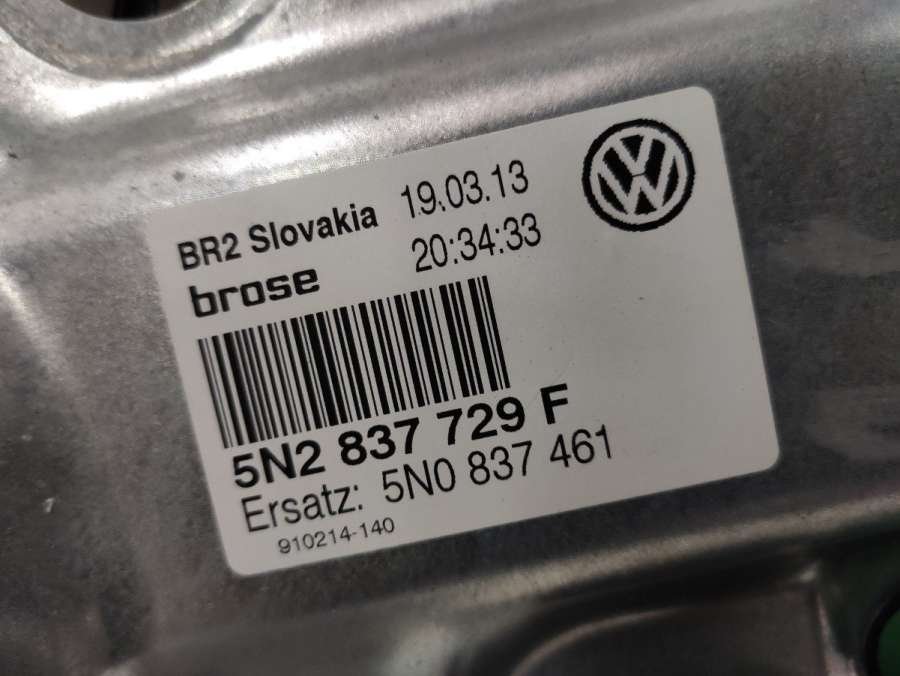 BR2 Slovakia 19.03.13
brose 20:34:33
5N2 837 729 F
Ersatz: 5N0 837 461
910214-140